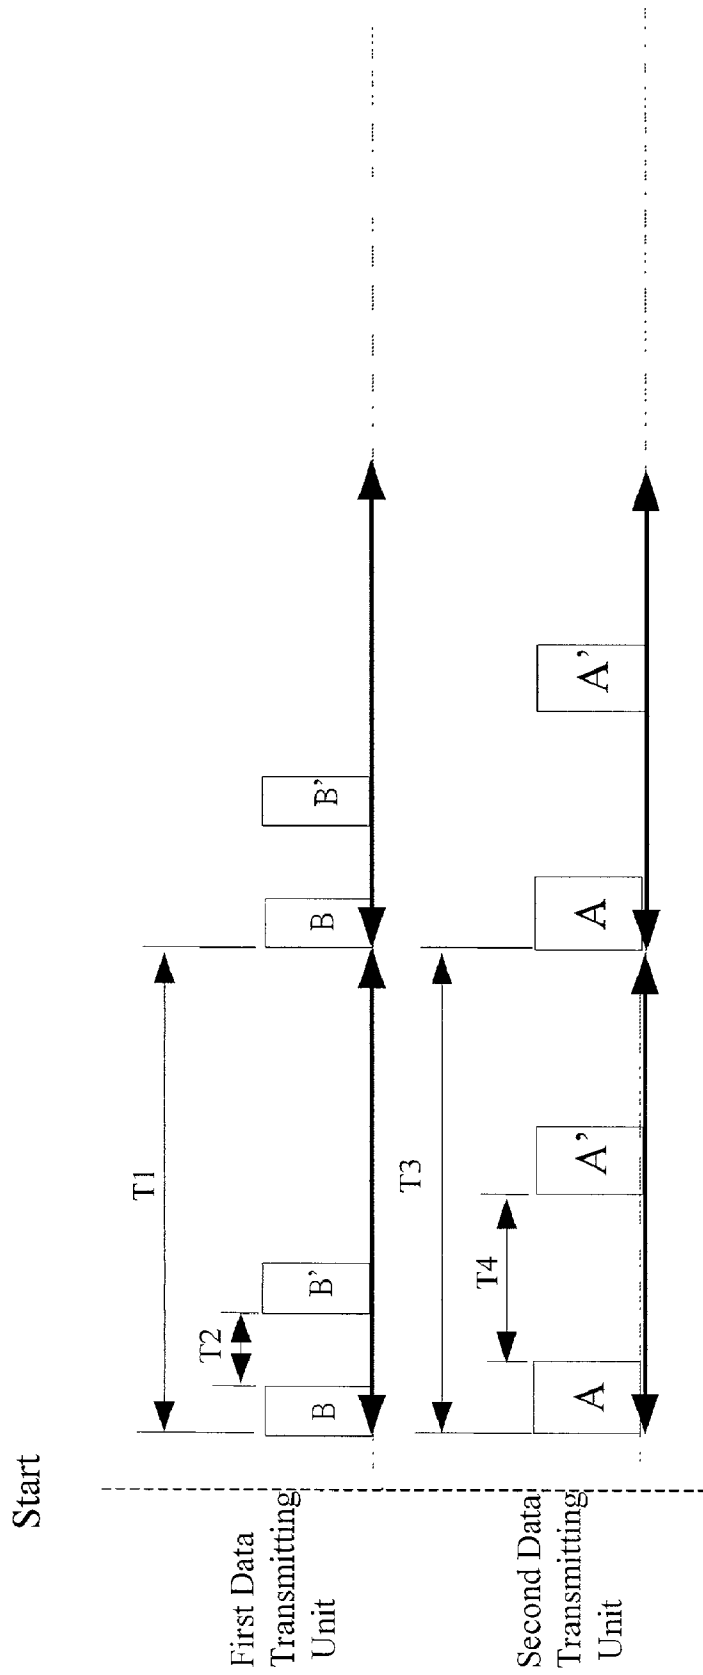 Start
First Data
Transmitting
Unit
T1
T2
B
B'
B
B'
Second Data
Transmitting
Unit
T3
T4
A
A'
A
A'